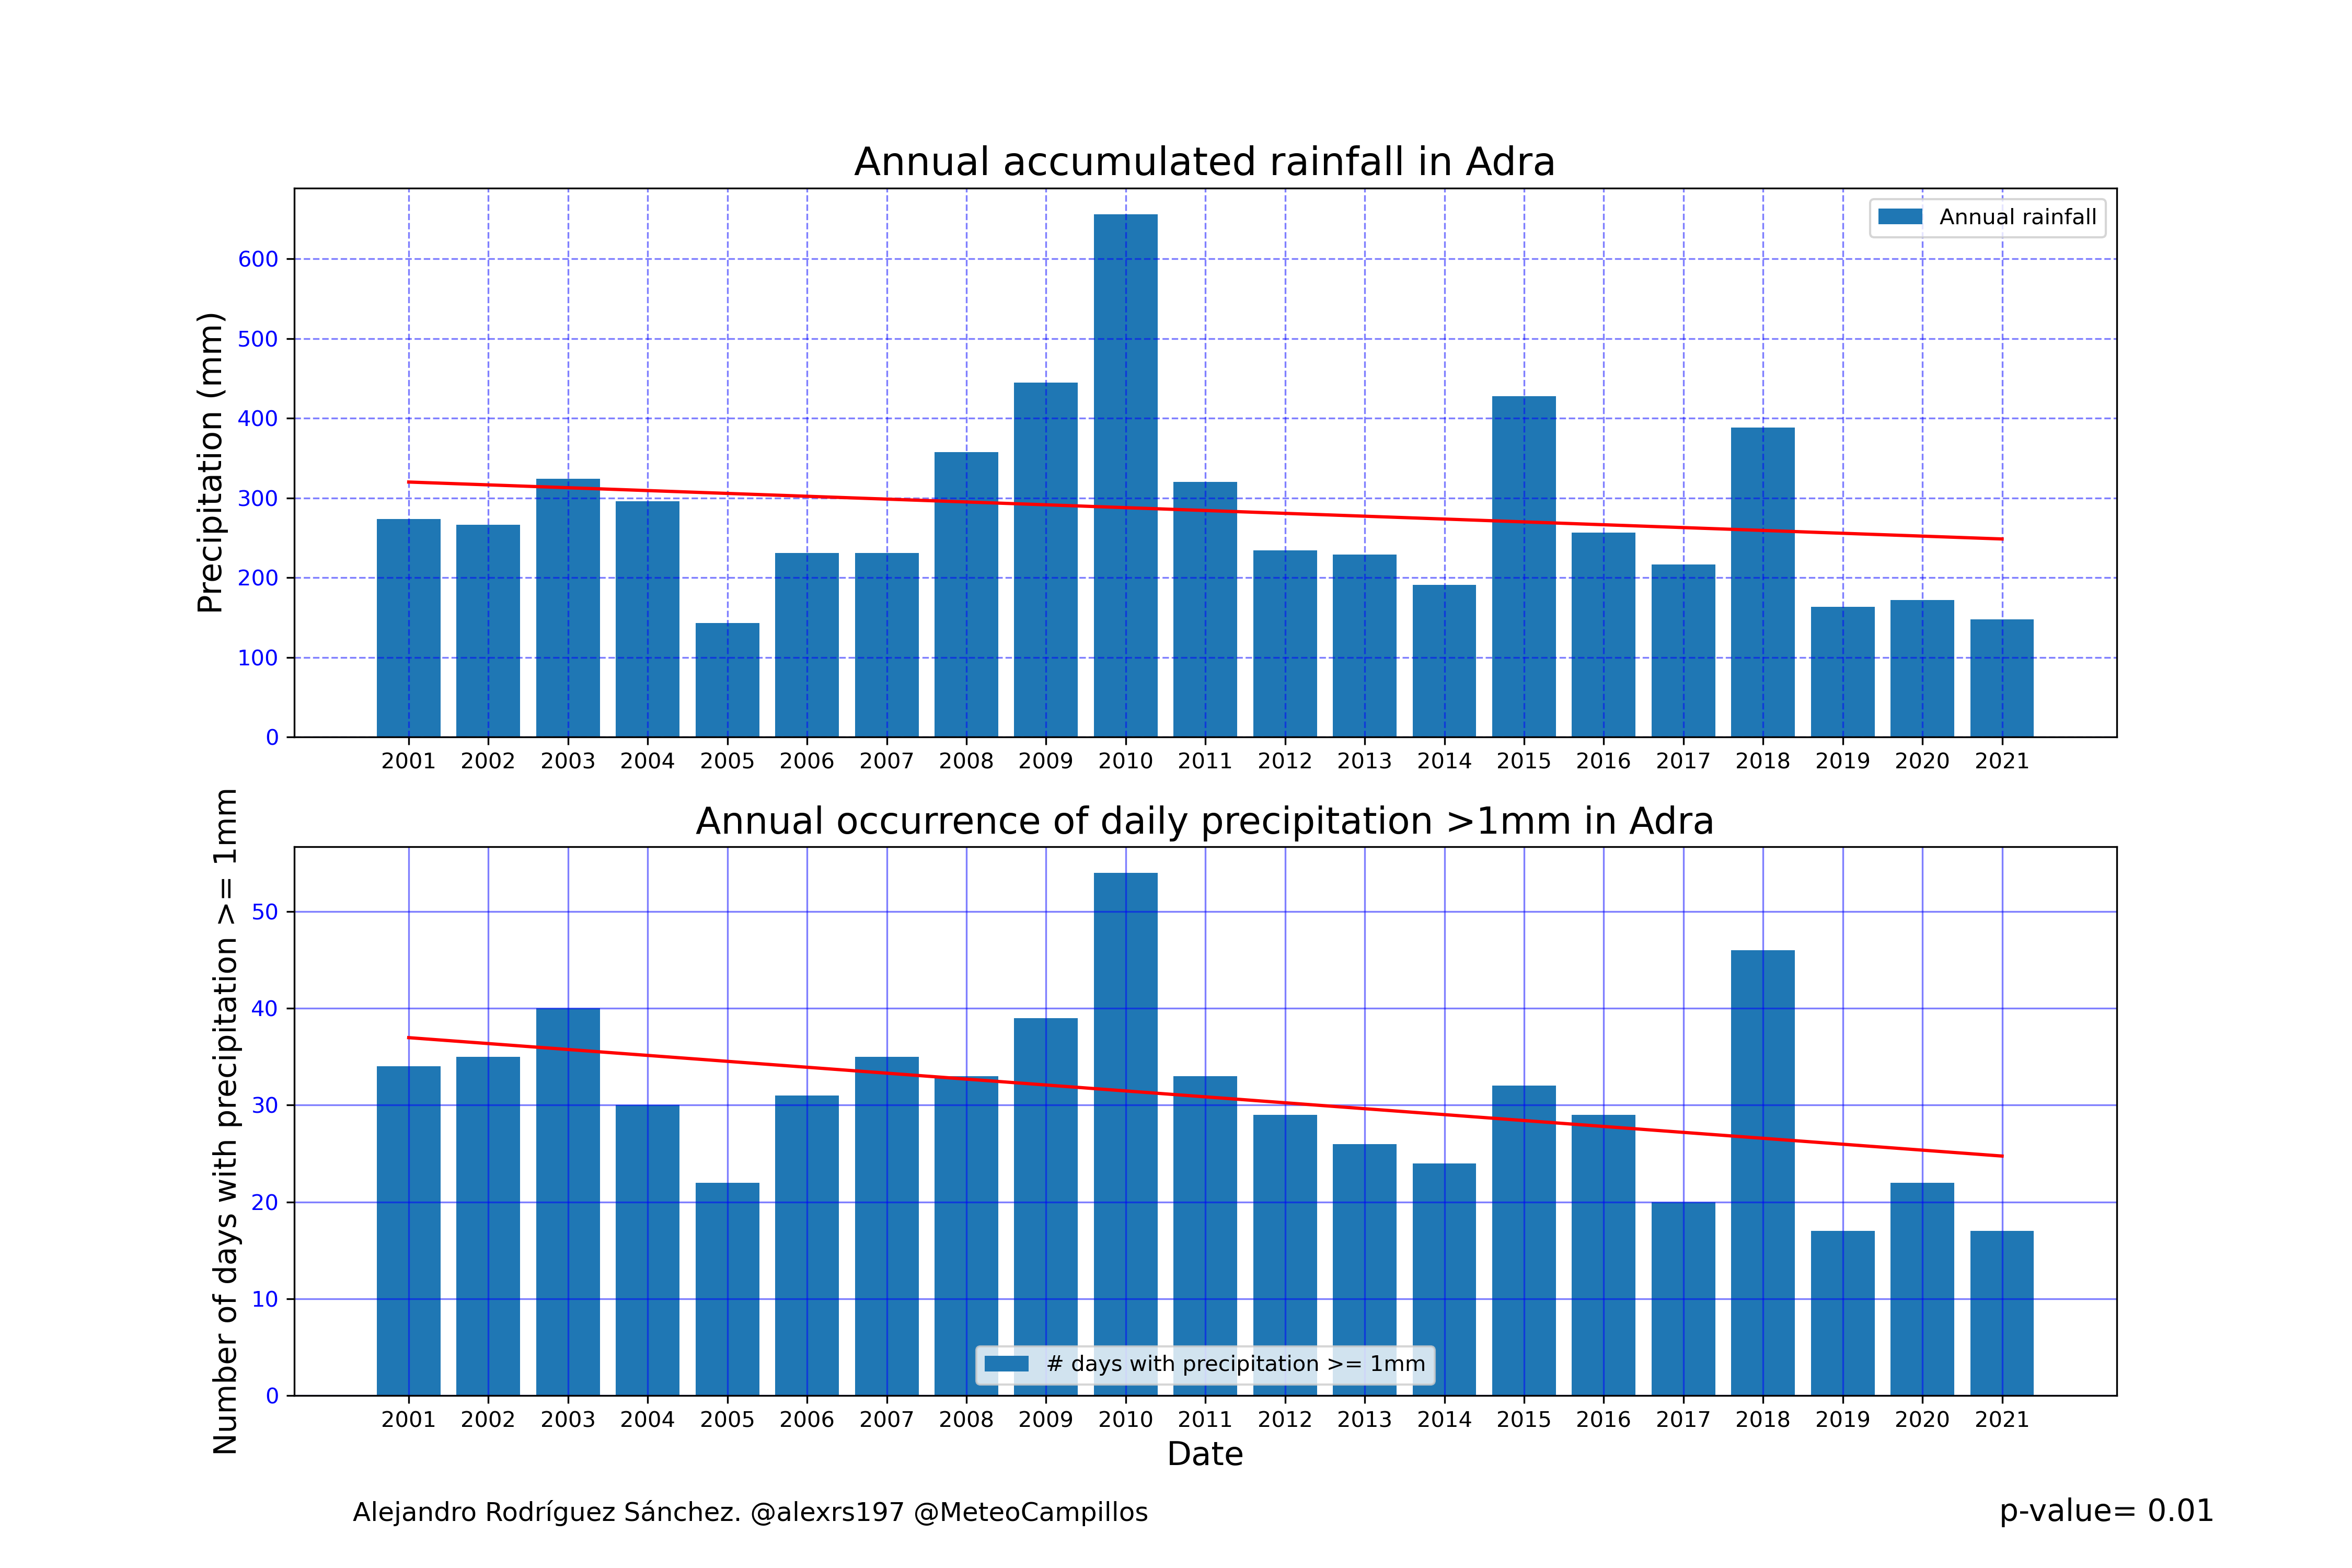 Annual accumulated rainfall in Adra
Annual rainfall
Precipitation (mm)
600
500
400
300
200
100
0
2001 2002 2003 2004 2005 2006 2007 2008 2009 2010 2011 2012 2013 2014 2015 2016 2017 2018 2019 2020 2021
Annual occurrence of daily precipitation >1mm in Adra
Number of days with precipitation >= 1mm
50
40
30
20
10
0
# days with precipitation >= 1mm
2001 2002 2003 2004 2005 2006 2007 2008 2009 2010 2011 2012 2013 2014 2015 2016 2017 2018 2019 2020 2021
Date
Alejandro Rodríguez Sánchez. @alexrs197 @MeteoCampillos
p-value= 0.01